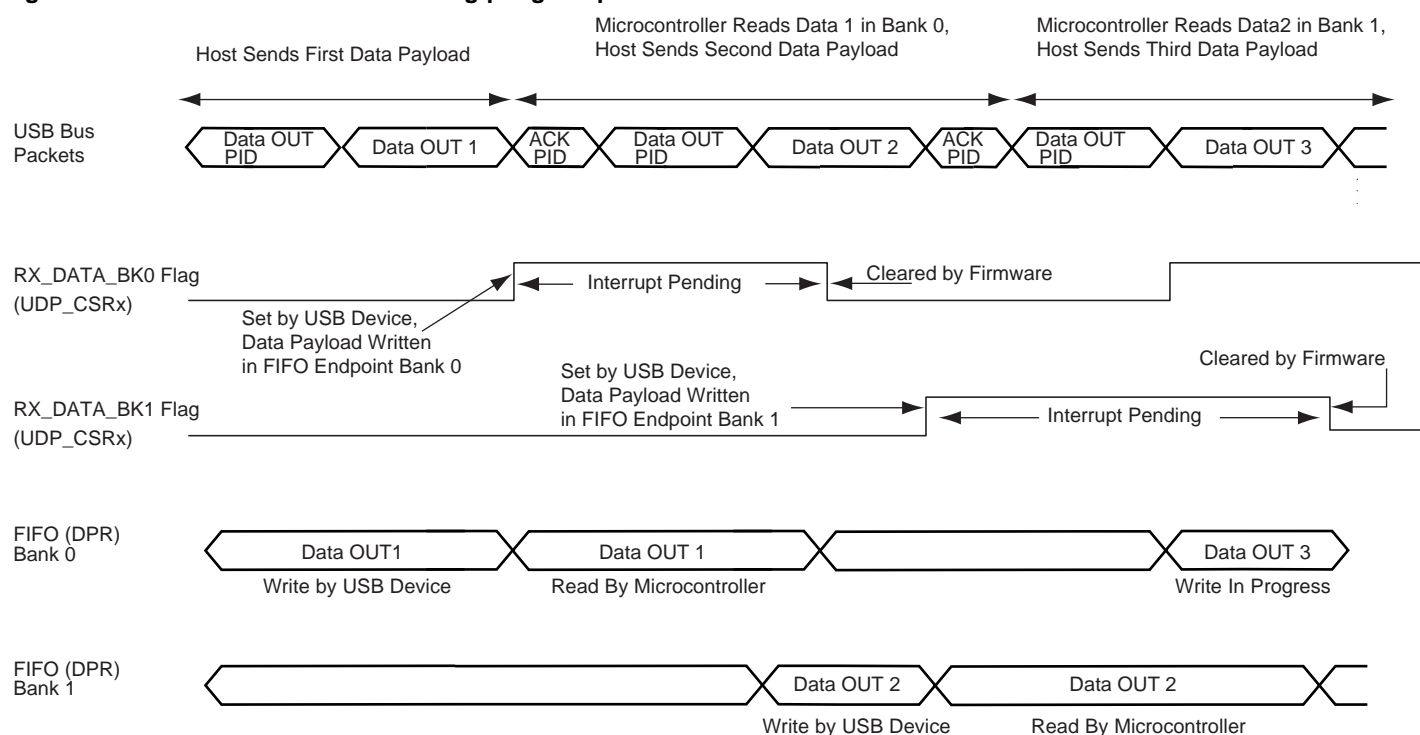 Microcontroller Reads Data 1 in Bank 0,
Host Sends Second Data Payload
Microcontroller Reads Data2 in Bank 1,
Host Sends Third Data Payload
Host Sends First Data Payload
USB Bus
Packets
Data OUT
PID
Data OUT 1
ACK
PID
Data OUT
PID
Data OUT 2
ACK
PID
Data OUT
PID
Data OUT 3
RX_DATA_BK0 Flag
(UDP_CSRx)
Interrupt Pending
Cleared by Firmware
Set by USB Device,
Data Payload Written
in FIFO Endpoint Bank 0
Cleared by Firmware
Set by USB Device,
Data Payload Written
in FIFO Endpoint Bank 1
RX_DATA_BK1 Flag
(UDP_CSRx)
Interrupt Pending
FIFO (DPR)
Bank 0
Data OUT1
Data OUT 1
Data OUT 3
Write by USB Device
Read By Microcontroller
Write In Progress
FIFO (DPR)
Bank 1
Data OUT 2
Data OUT 2
Write by USB Device
Read By Microcontroller